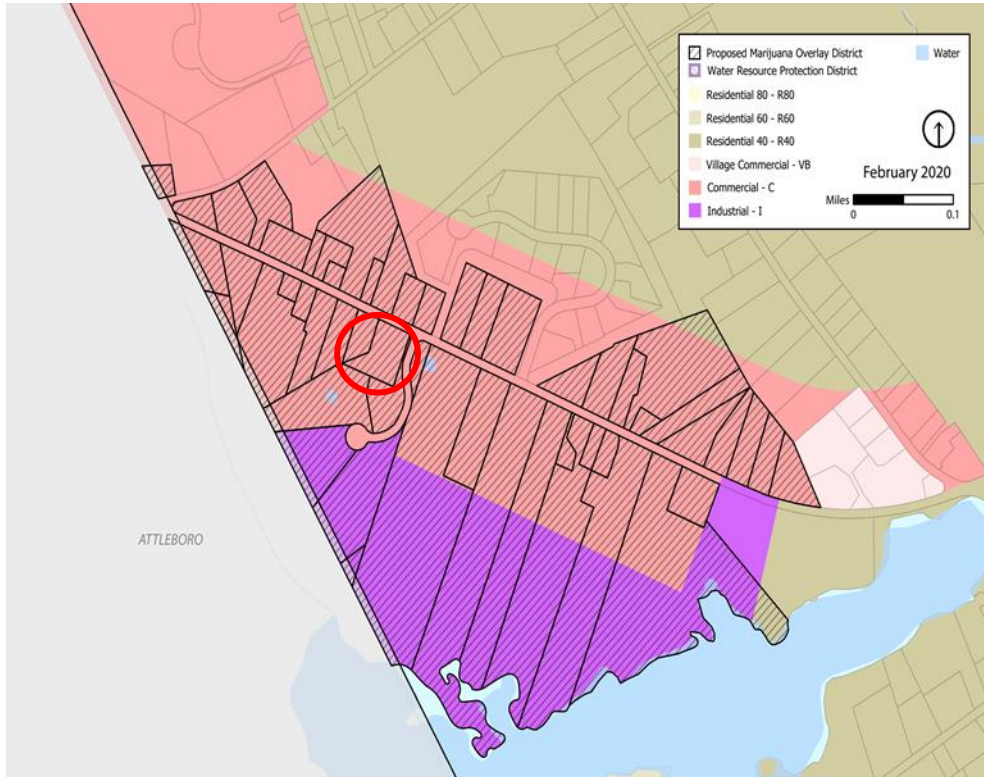 Proposed Marijuana Overlay District
Water
Water Resource Protection District
Residential 80 - R80
Residential 60 - R60
Residential 40 - R40
Village Commercial - VB
Commercial - C
Industrial - I
February 2020
Miles
0
0.1
ATTLEBORO